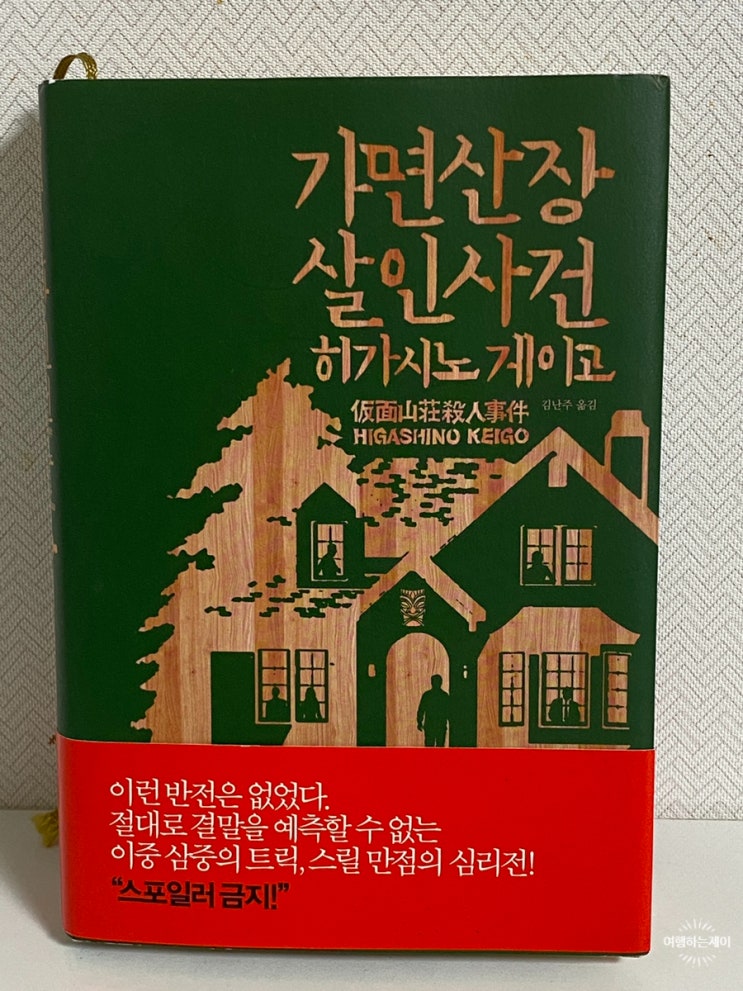 가면산장
살인사건
히가시노 게이고
仮面山荘殺人事件 김난주 옮김
HIGASHINO KEIGO
이런 반전은 없었다.
절대로 결말을 예측할 수 없는
이중 삼중의 트릭, 스릴 만점의 심리전!
“스포일러 금지!”
여행하는제이